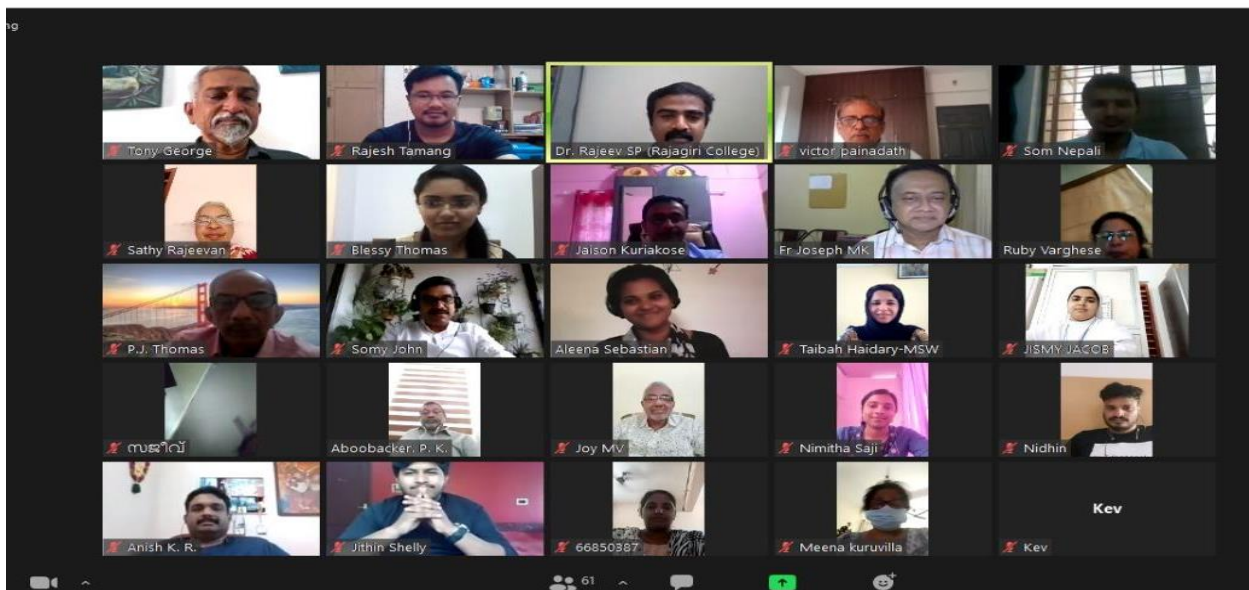 ng
Tony George
Rajesh Tamang
Dr. Rajeev SP (Rajagiri College)
victor painadath
Som Nepali
Sathy Rajeevan
Blessy Thomas
Jaison Kuriakose
Fr Joseph MK
Ruby Varghese
P.J. Thomas
Somy John
Aleena Sebastian
Taibah Haidary-MSW
JISMY JACOB
സജീവ്
Aboobacker. P. K.
Joy MV
Nimitha Saji
Nidhin
Anish K. R.
Jithin Shelly
66850387
Meena kuruvilla
Kev
Kev
61